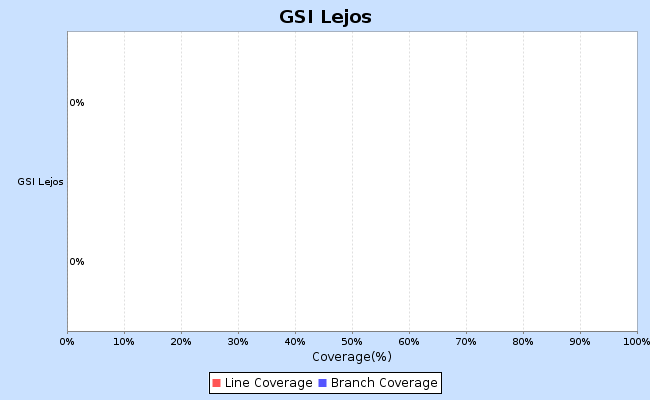 GSI Lejos
0%
GSI Lejos
0%
0% 10% 20% 30% 40% 50% 60% 70% 80% 90% 100%
Coverage(%)
Line Coverage Branch Coverage